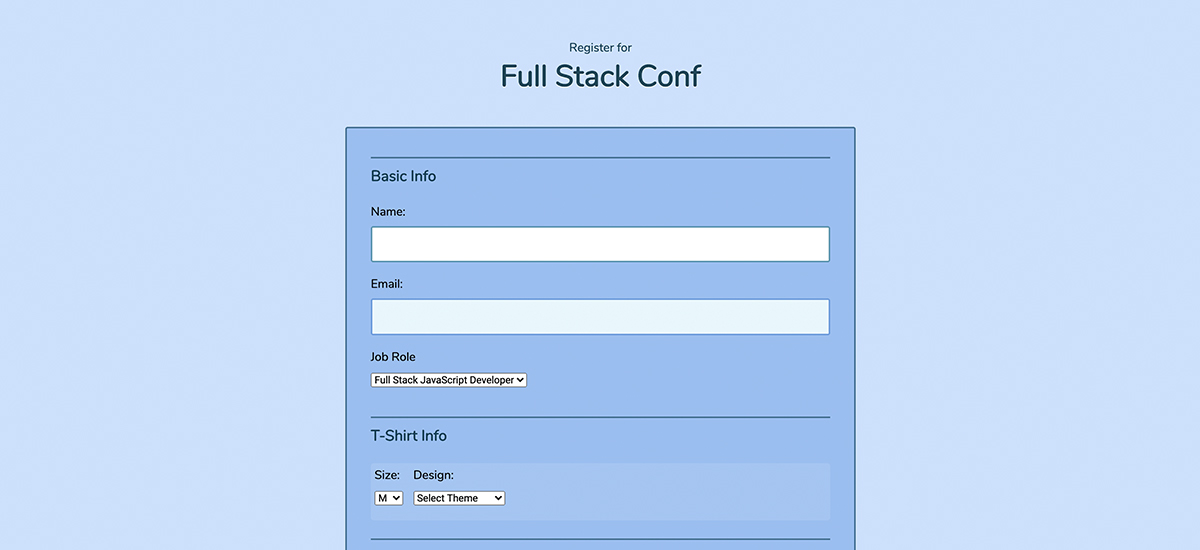 Register for
Full Stack Conf
Basic Info
Name:
Email:
Job Role
Full Stack JavaScript Developer
T-Shirt Info
Size: Design:
M Select Theme